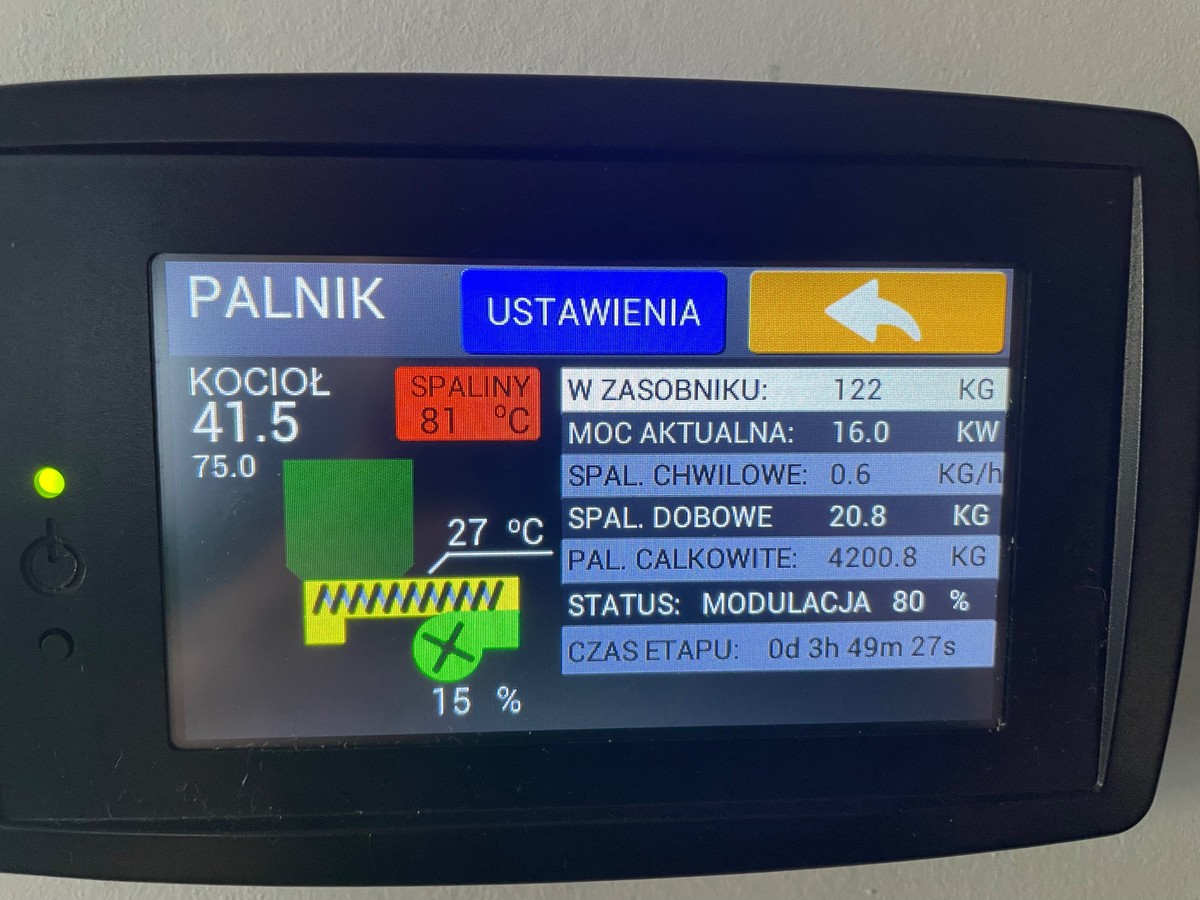 PALNIK
USTAWIENIA
KOCIOŁ
41.5
75.0
SPALINY
81 ºC
27 ºC
15 %
W ZASOBNIKU: 122 KG
MOC AKTUALNA: 16.0 KW
SPAL. CHWILOWE: 0.6 KG/h
SPAL. DOBOWE 20.8 KG
PAL. CALKOWITE: 4200.8 KG
STATUS: MODULACJA 80 %
CZAS ETAPU: 0d 3h 49m 27s